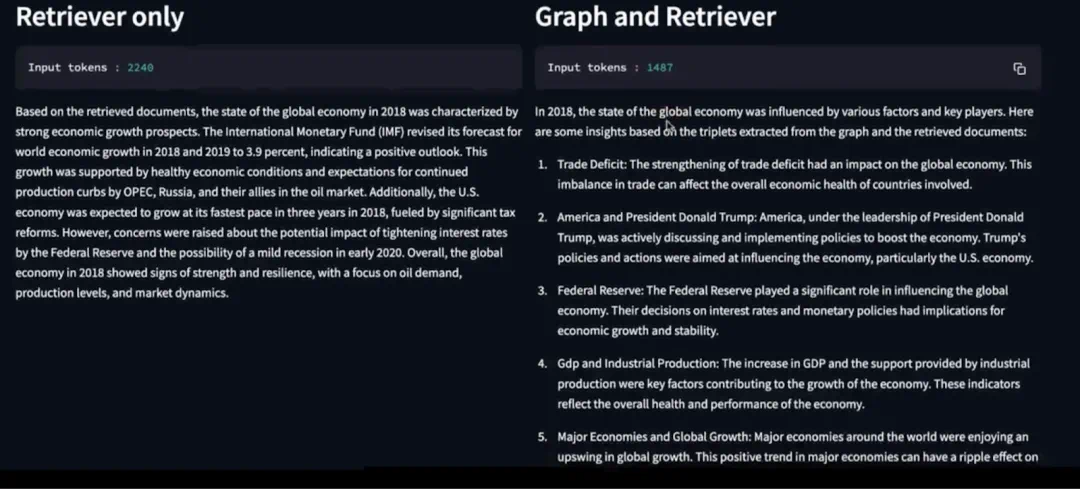 Retriever only
Input tokens : 2240
Based on the retrieved documents, the state of the global economy in 2018 was characterized by
strong economic growth prospects. The International Monetary Fund (IMF) revised its forecast for
world economic growth in 2018 and 2019 to 3.9 percent, indicating a positive outlook. This
growth was supported by healthy economic conditions and expectations for continued
production curbs by OPEC, Russia, and their allies in the oil market. Additionally, the U.S.
economy was expected to grow at its fastest pace in three years in 2018, fueled by significant tax
reforms. However, concerns were raised about the potential impact of tightening interest rates
by the Federal Reserve and the possibility of a mild recession in early 2020. Overall, the global
economy in 2018 showed signs of strength and resilience, with a focus on oil demand,
production levels, and market dynamics.
Graph and Retriever
Input tokens : 1487
In 2018, the state of the global economy was influenced by various factors and key players. Here
are some insights based on the triplets extracted from the graph and the retrieved documents:
1. Trade Deficit: The strengthening of trade deficit had an impact on the global economy. This
imbalance in trade can affect the overall economic health of countries involved.
2. America and President Donald Trump: America, under the leadership of President Donald
Trump, was actively discussing and implementing policies to boost the economy. Trump's
policies and actions were aimed at influencing the economy, particularly the U.S. economy.
3. Federal Reserve: The Federal Reserve played a significant role in influencing the global
economy. Their decisions on interest rates and monetary policies had implications for
economic growth and stability.
4. Gdp and Industrial Production: The increase in GDP and the support provided by industrial
production were key factors contributing to the growth of the economy. These indicators
reflect the overall health and performance of the economy.
5. Major Economies and Global Growth: Major economies around the world were enjoying an
upswing in global growth. This positive trend in major economies can have a ripple effect on